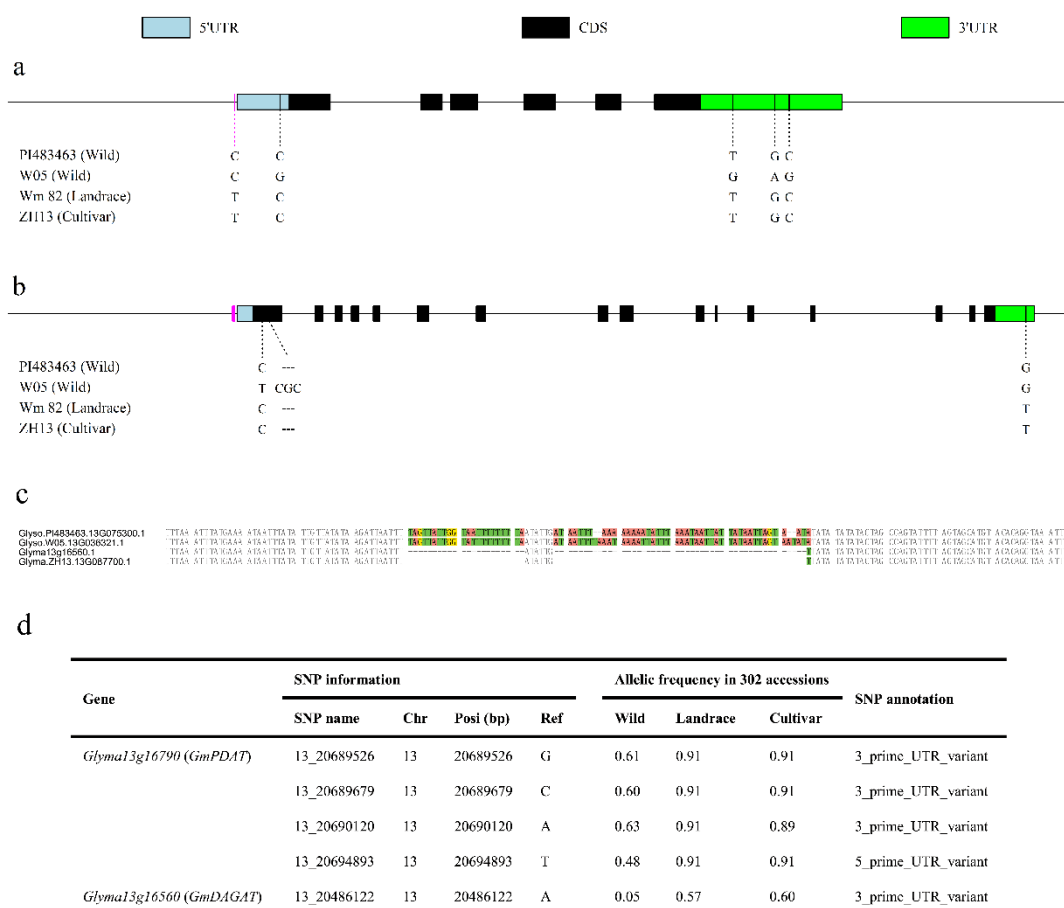 5'UTR CDS 3'UTR
a
PI483463 (Wild) C C T G C
W05 (Wild) C G G A G
Wm 82 (Landrace) T C T G C
ZH13 (Cultivar) T C T G C
b
PI483463 (Wild) C --- G
W05 (Wild) T CGC G
Wm 82 (Landrace) C --- T
ZH13 (Cultivar) C --- T
c
Glyso.PI483463.13G075300.1
Glyso.W05.13G036321.1
Glyma13g16560.1
Glyma.ZH13.13G087700.1
d
Gene SNP information Allelic frequency in 302 accessions SNP annotation
SNP name Chr Posi (bp) Ref Wild Landrace Cultivar
Glyma13g16790 (GmPDAT) 13_20689526 13 20689526 G 0.61 0.91 0.91 3_prime_UTR_variant
13_20689679 13 20689679 C 0.60 0.91 0.91 3_prime_UTR_variant
13_20690120 13 20690120 A 0.63 0.91 0.89 3_prime_UTR_variant
13_20694893 13 20694893 T 0.48 0.91 0.91 5_prime_UTR_variant
Glyma13g16560 (GmDAGAT) 13_20486122 13 20486122 A 0.05 0.57 0.60 3_prime_UTR_variant